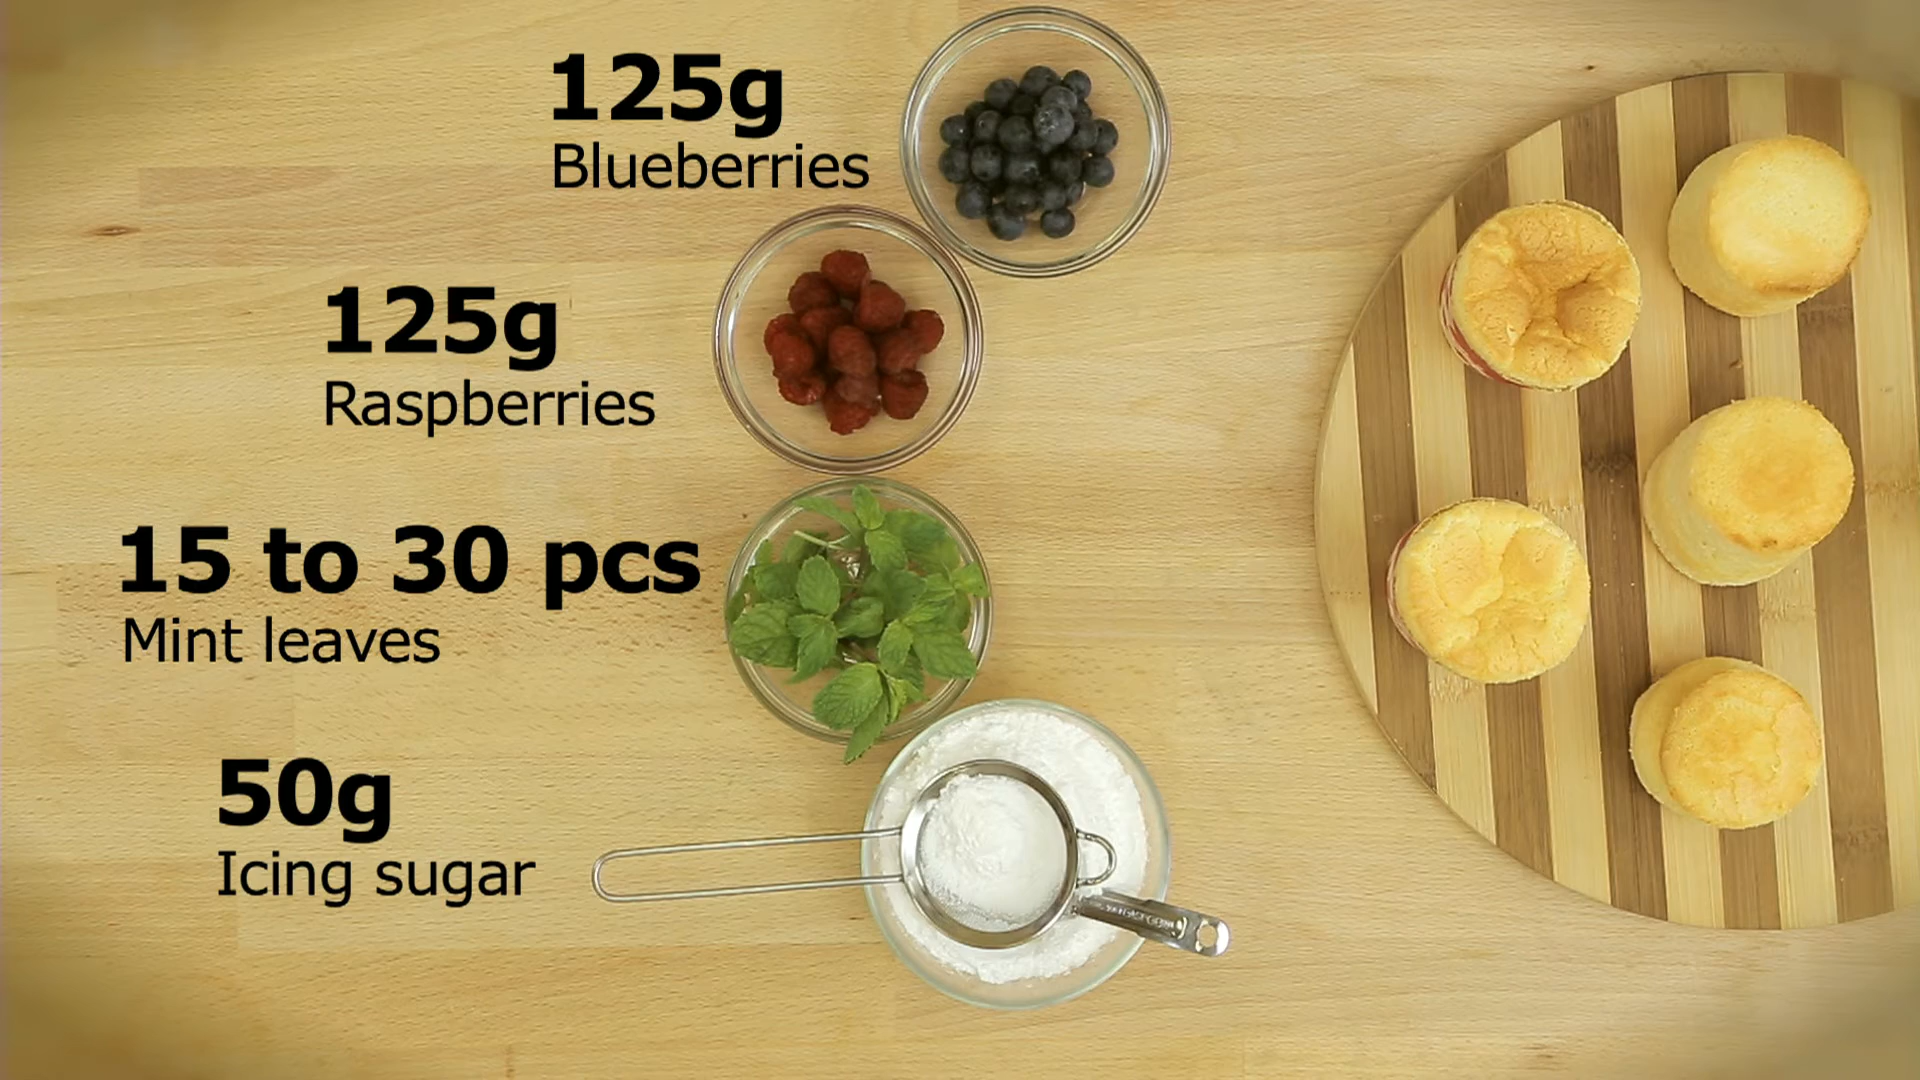 125g
Blueberries
125g
Raspberries
15 to 30 pcs
Mint leaves
50g
Icing sugar